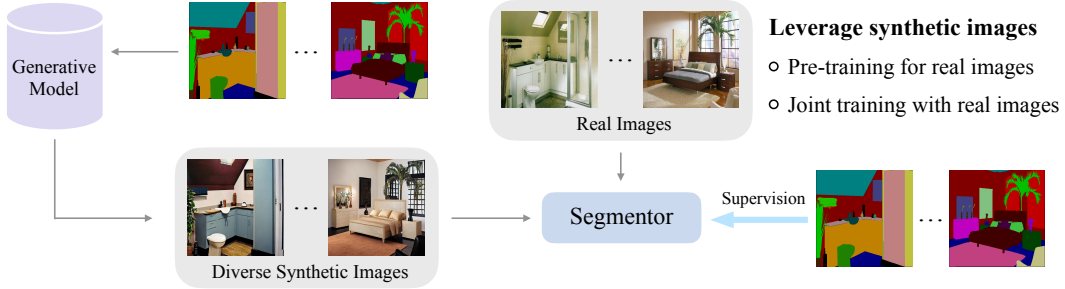 Generative
Model
...
...
Real Images
Leverage synthetic images
Pre-training for real images
Joint training with real images
...
Diverse Synthetic Images
Segmentor
Supervision
...